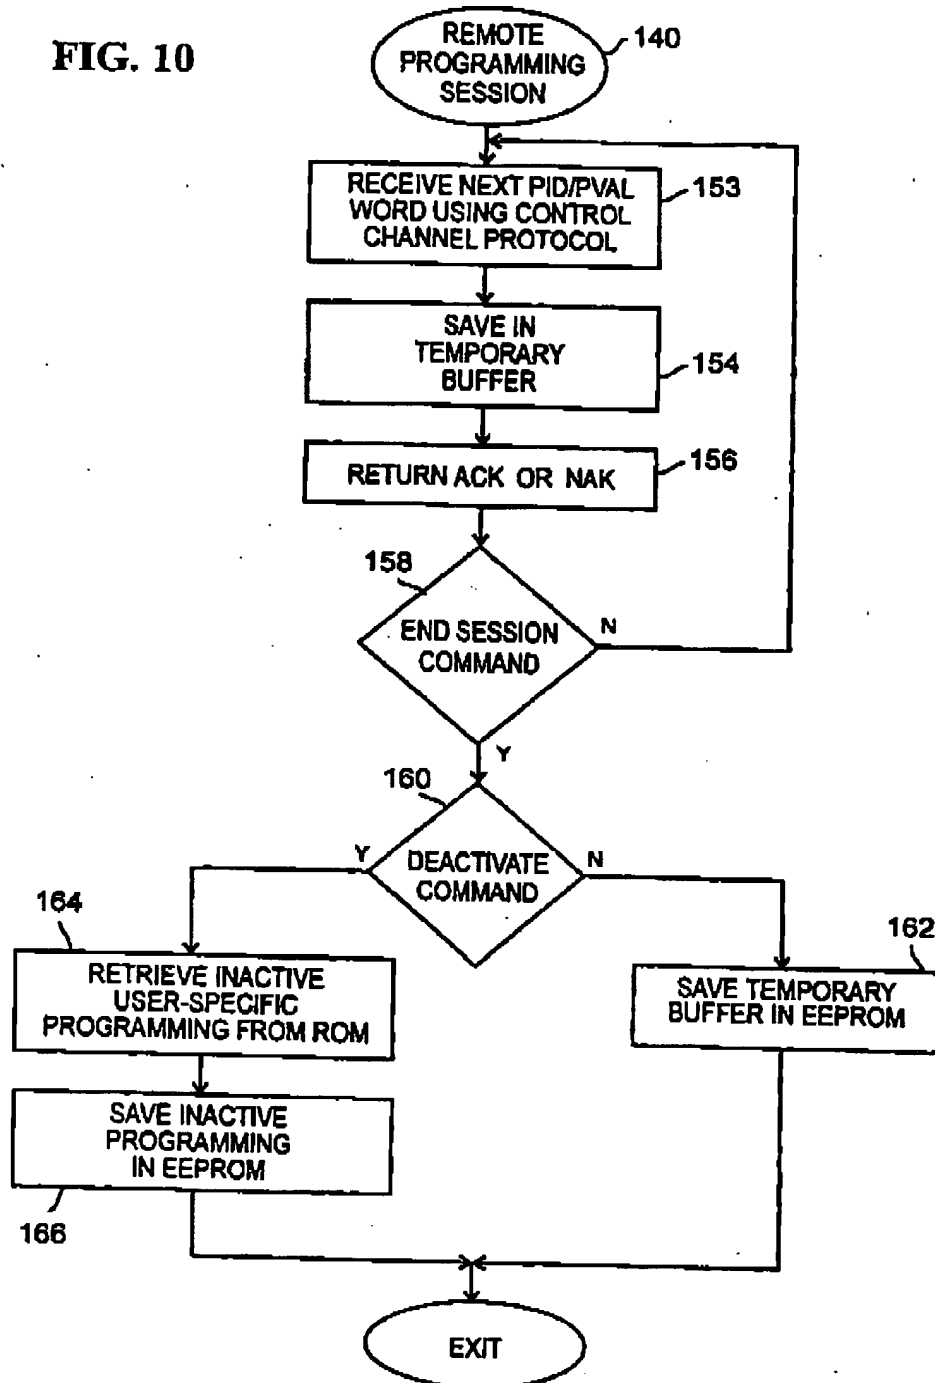 FIG. 10
REMOTE
PROGRAMMING
SESSION
140
RECEIVE NEXT PID/PVAL
WORD USING CONTROL
CHANNEL PROTOCOL
153
SAVE IN
TEMPORARY
BUFFER
154
RETURN ACK OR NAK
156
158
END SESSION
COMMAND
N
Y
160
DEACTIVATE
COMMAND
Y
N
164
RETRIEVE INACTIVE
USER-SPECIFIC
PROGRAMMING FROM ROM
162
SAVE TEMPORARY
BUFFER IN EEPROM
SAVE INACTIVE
PROGRAMMING
IN EEPROM
166
EXIT